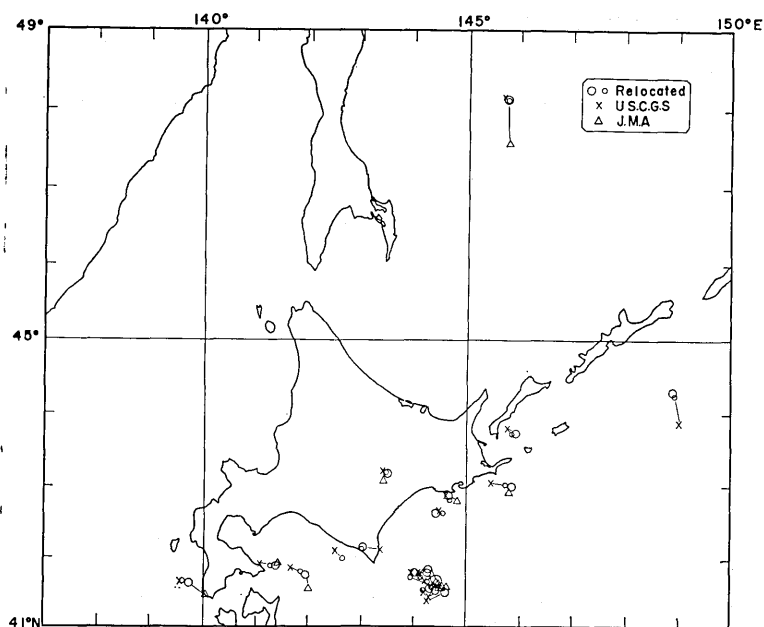 49°
140°
145°
150°E
○ ○ Relocated
× U.S.C.G.S
△ J.M.A
45°
41°N